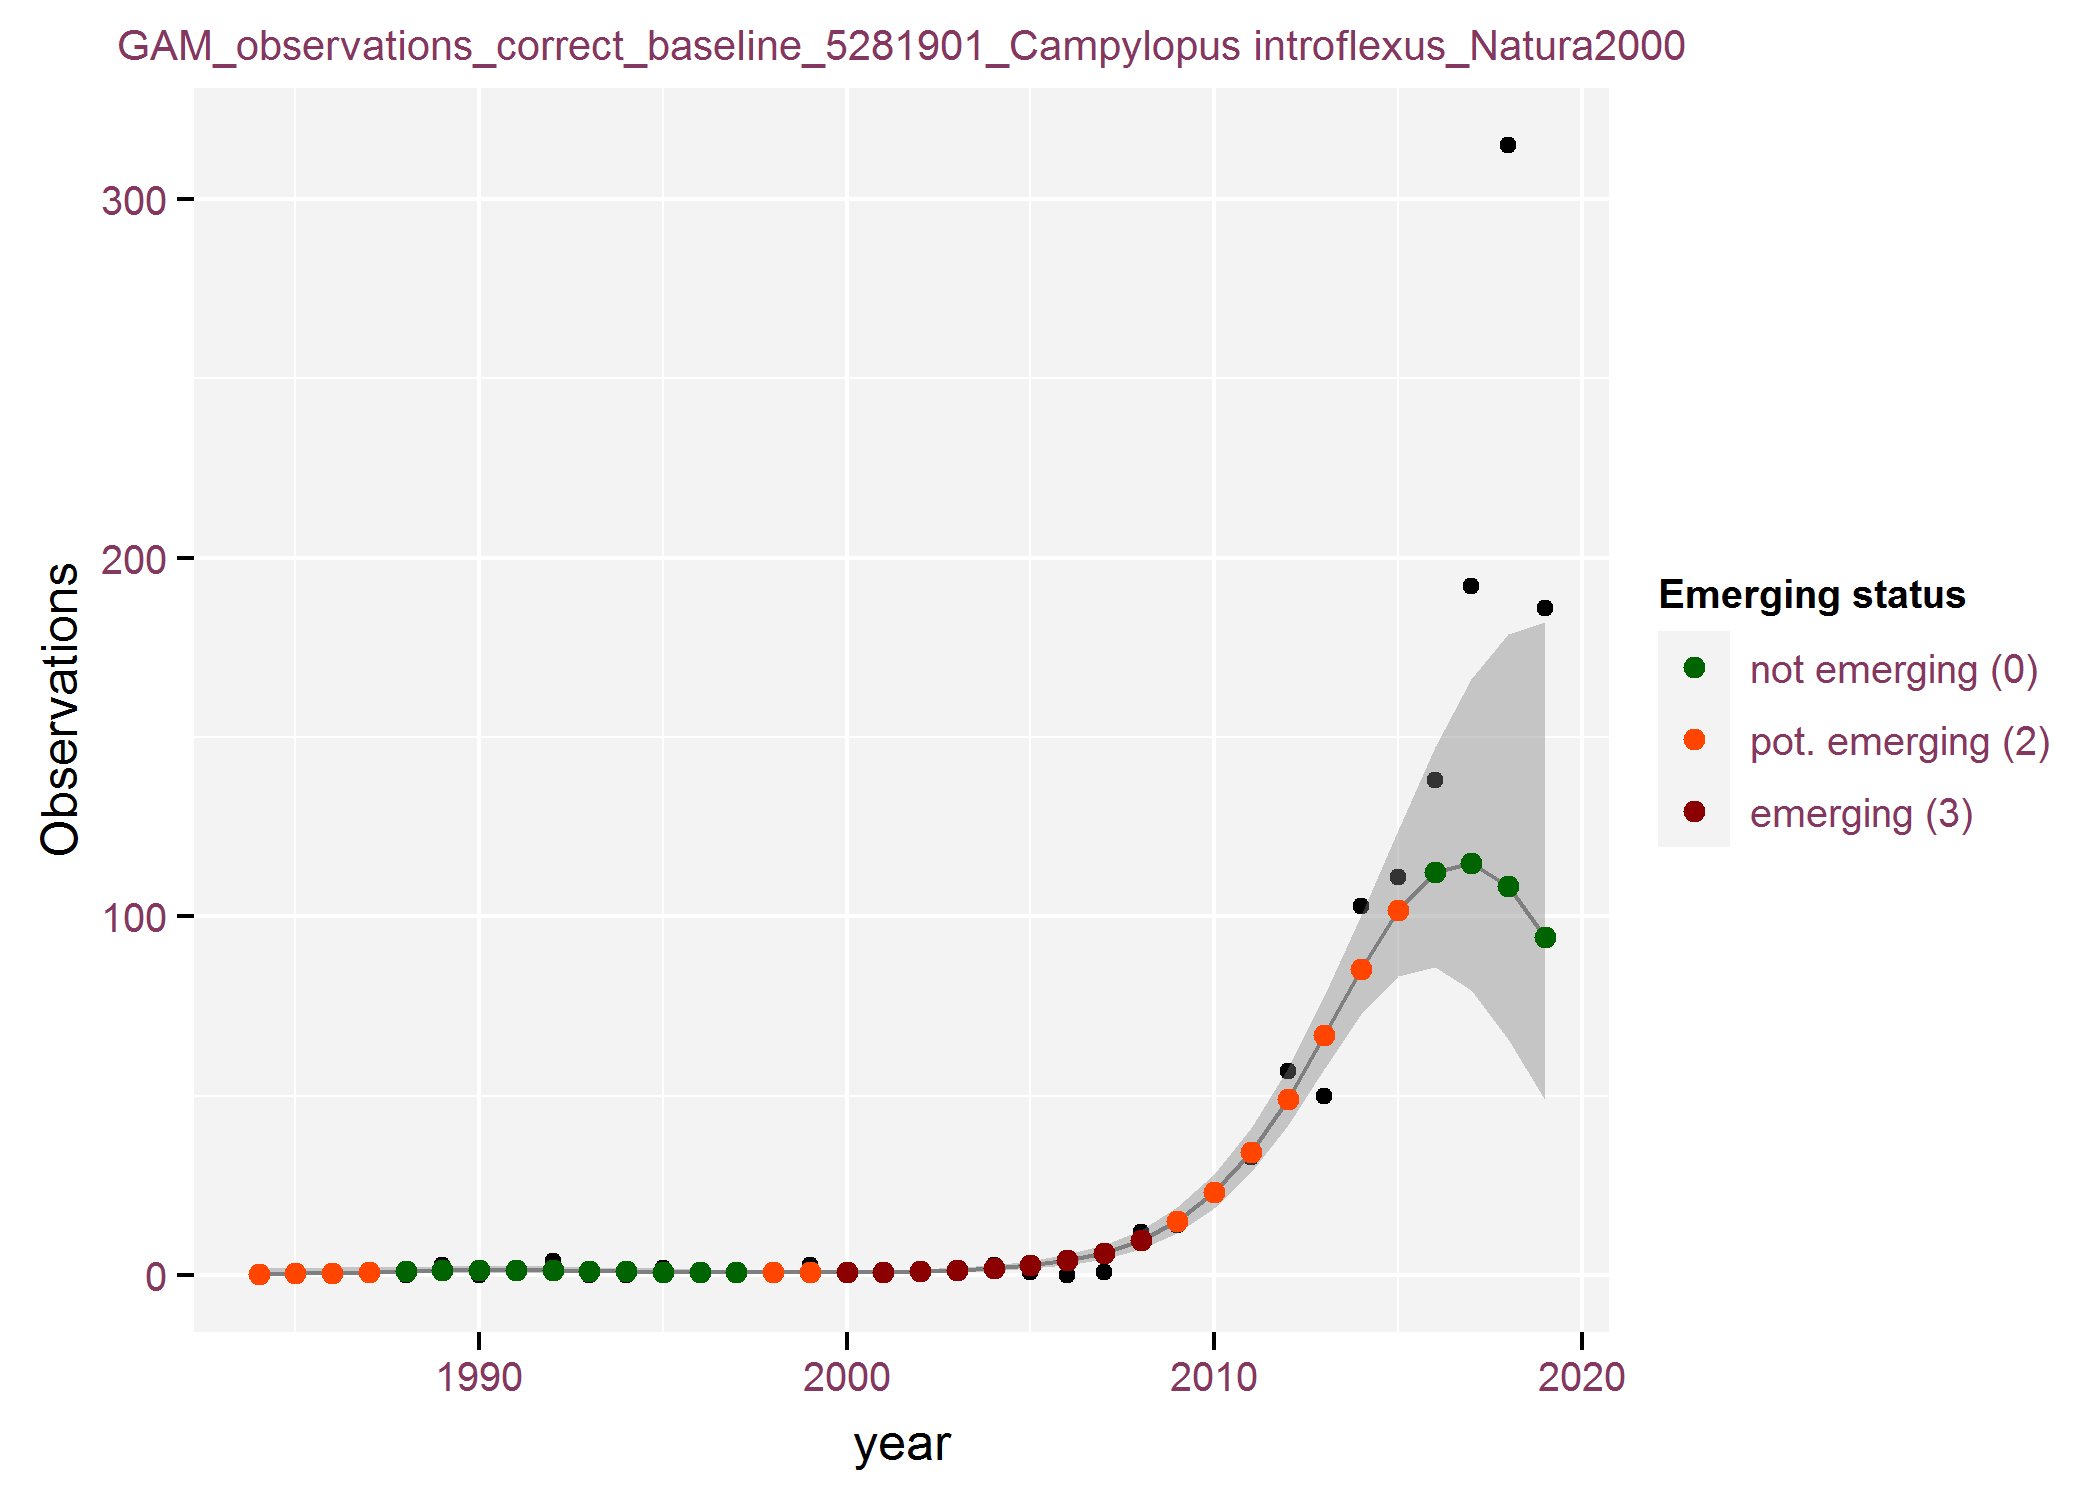 GAM_observations_correct_baseline_5281901_Campylopus introflexus_Natura2000
Observations
300
200
100
0
1990
2000
2010
2020
year
Emerging status
not emerging (0)
pot. emerging (2)
emerging (3)